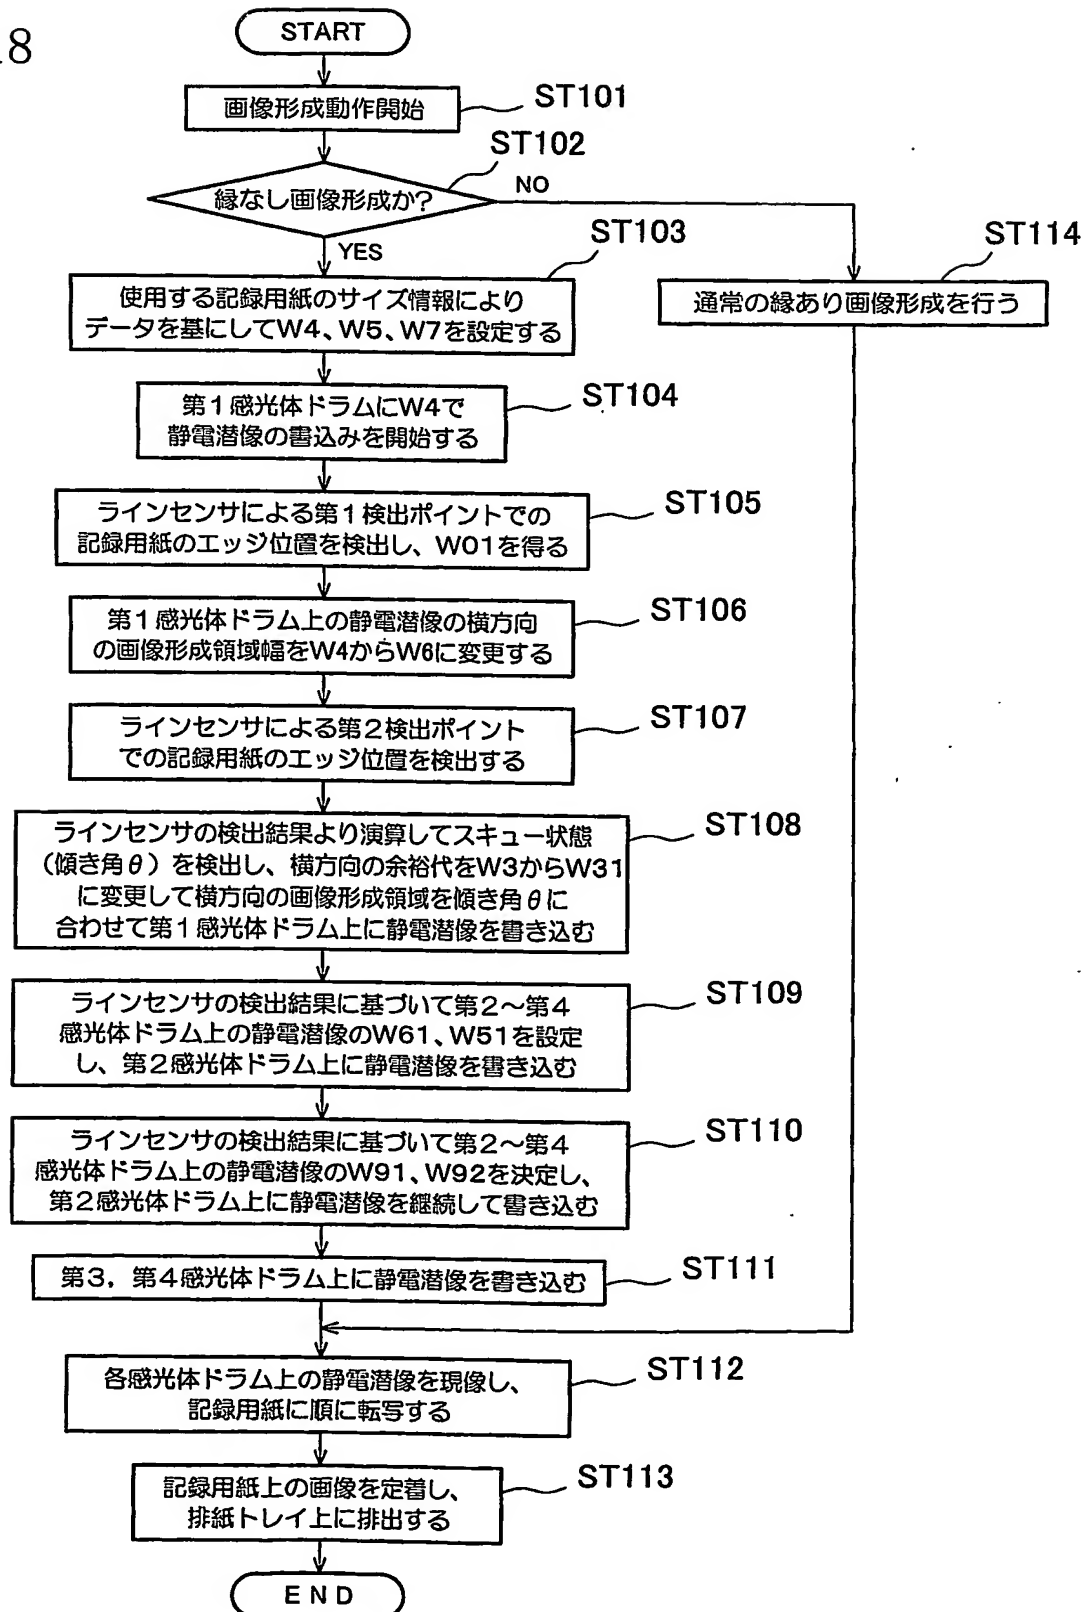 8
START
画像形成動作開始
ST101
ST102
縁なし画像形成か?
NO
YES
ST103
使用する記録用紙のサイズ情報により
データを基にしてW4、W5、W7を設定する
ST114
通常の縁あり画像形成を行う
第1感光体ドラムにW4で
静電潜像の書込みを開始する
ST104
ラインセンサによる第1検出ポイントでの
記録用紙のエッジ位置を検出し、W01を得る
ST105
第1感光体ドラム上の静電潜像の横方向
の画像形成領域幅をW4からW6に変更する
ST106
ラインセンサによる第2検出ポイント
での記録用紙のエッジ位置を検出する
ST107
ラインセンサの検出結果より演算してスキュー状態
(傾き角θ)を検出し、横方向の余裕代をW3からW31
に変更して横方向の画像形成領域を傾き角θに
合わせて第1感光体ドラム上に静電潜像を書き込む
ST108
ラインセンサの検出結果に基づいて第2〜第4
感光体ドラム上の静電潜像のW61、W51を設定
し、第2感光体ドラム上に静電潜像を書き込む
ST109
ラインセンサの検出結果に基づいて第2〜第4
感光体ドラム上の静電潜像のW91、W92を決定し、
第2感光体ドラム上に静電潜像を継続して書き込む
ST110
第3,第4感光体ドラム上に静電潜像を書き込む
ST111
各感光体ドラム上の静電潜像を現像し、
記録用紙に順に転写する
ST112
記録用紙上の画像を定着し、
排紙トレイ上に排出する
ST113
END